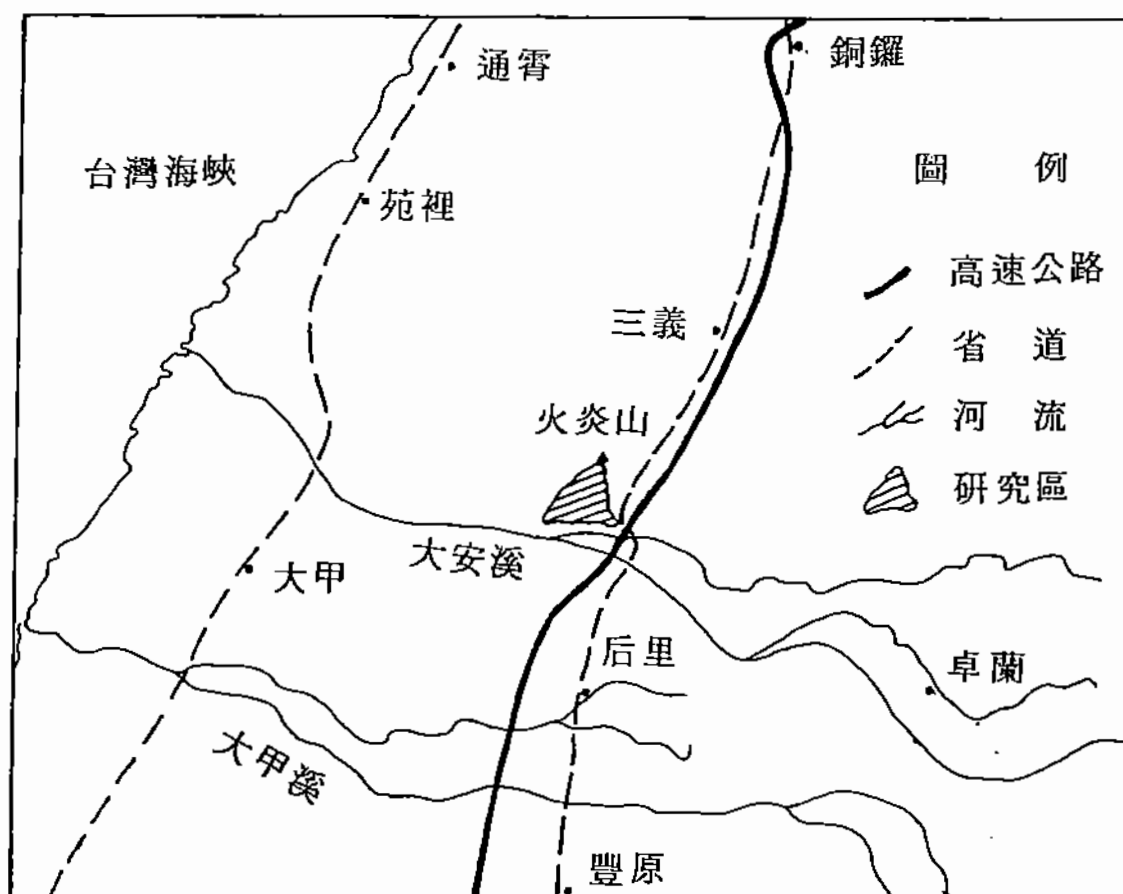 通霄
銅鑼
台灣海峽
苑裡
圖 例
高速公路
三義
省 道
火炎山
河 流
研究區
大安溪
大甲
后里
卓蘭
大甲溪
豐原